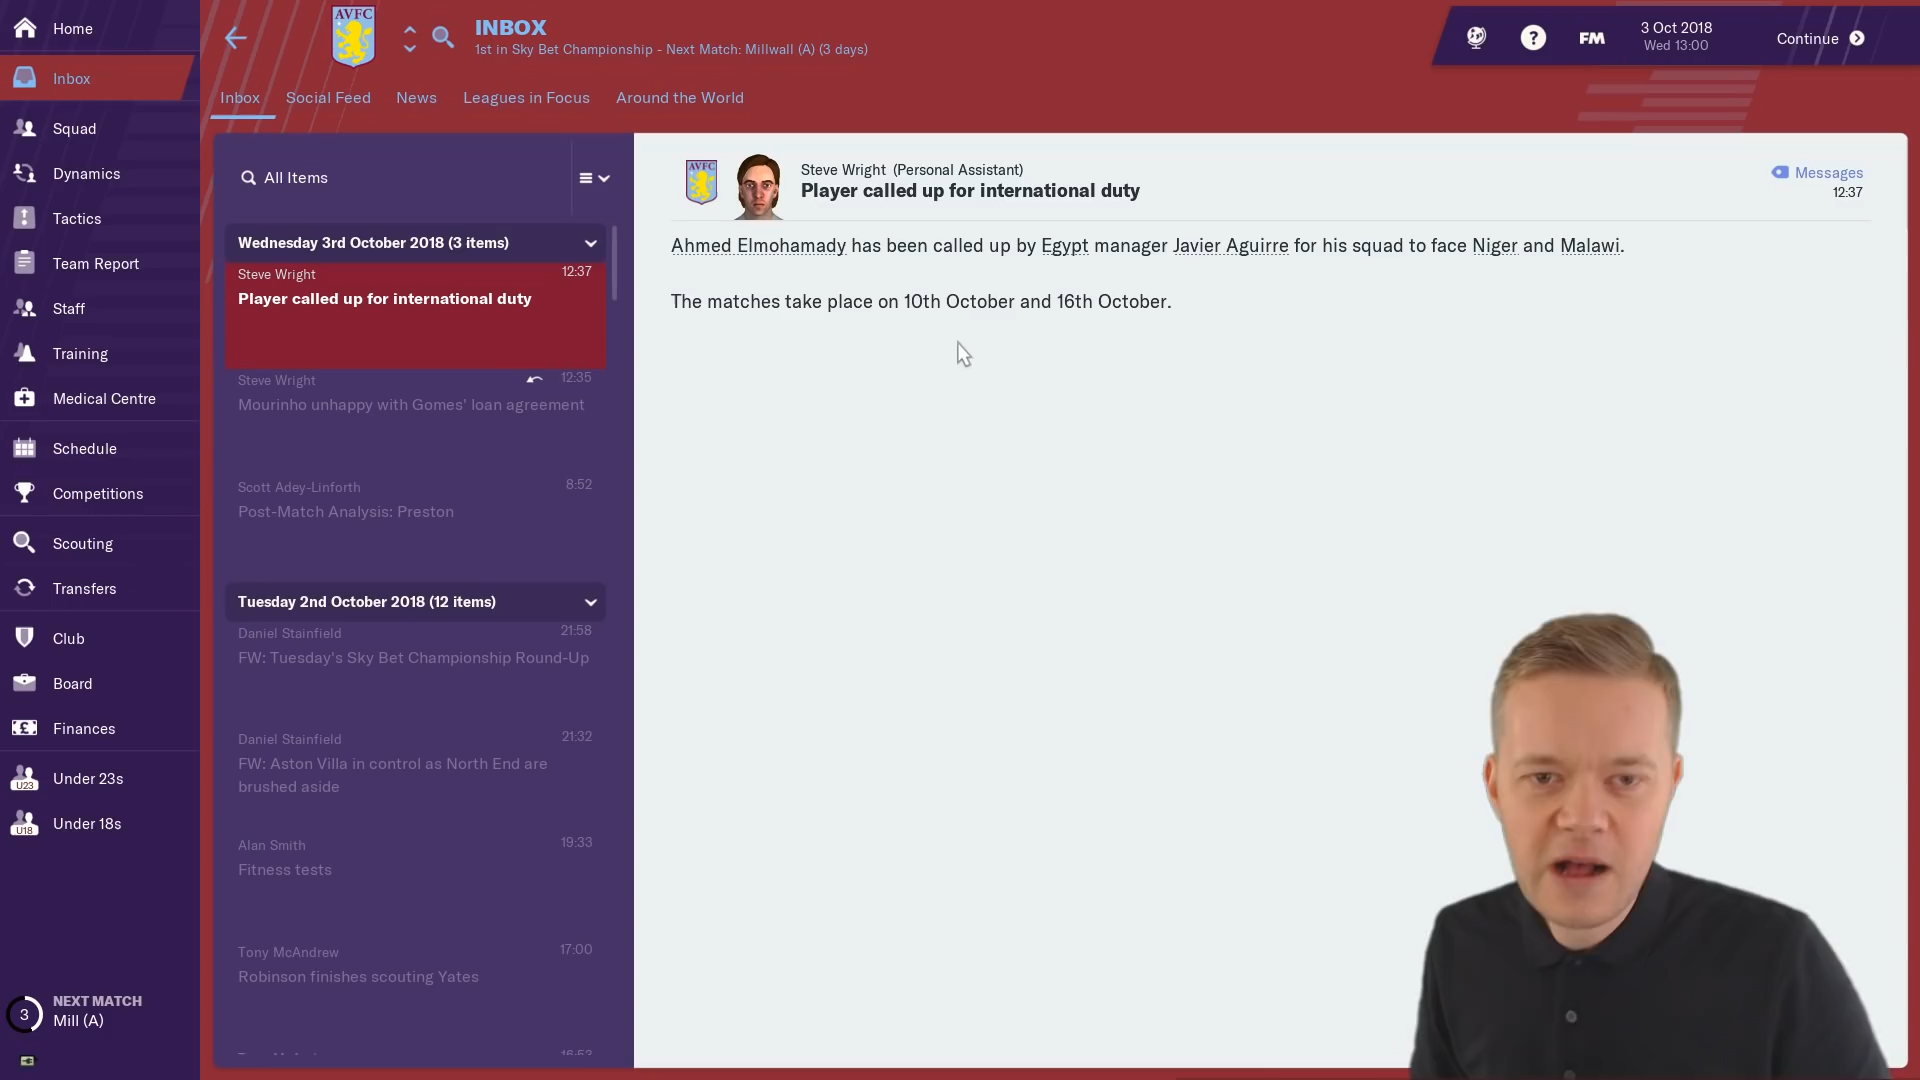 Home
Inbox
Squad
Dynamics
Tactics
Team Report
Staff
Training
Medical Centre
Schedule
Competitions
Scouting
Transfers
Club
Board
Finances
U23
Under 23s
U18
Under 18s
3
NEXT MATCH
Mill (A)
AVFC
INBOX
1st in Sky Bet Championship - Next Match: Millwall (A) (3 days)
?
FM
3 Oct 2018
Wed 13:00
Continue
Inbox
Social Feed
News
Leagues in Focus
Around the World
All Items
Wednesday 3rd October 2018 (3 items)
Steve Wright
12:37
Player called up for international duty
Steve Wright
12:35
Mourinho unhappy with Gomes' loan agreement
Scott Adey-Linforth
8:52
Post-Match Analysis: Preston
Tuesday 2nd October 2018 (12 items)
Daniel Stainfield
21:58
FW: Tuesday's Sky Bet Championship Round-Up
Daniel Stainfield
21:32
FW: Aston Villa in control as North End are
brushed aside
Alan Smith
19:33
Fitness tests
Tony McAndrew
17:00
Robinson finishes scouting Yates
AVFC
Steve Wright (Personal Assistant)
Player called up for international duty
Messages
12:37
Ahmed Elmohamady has been called up by Egypt manager Javier Aguirre for his squad to face Niger and Malawi.
The matches take place on 10th October and 16th October.